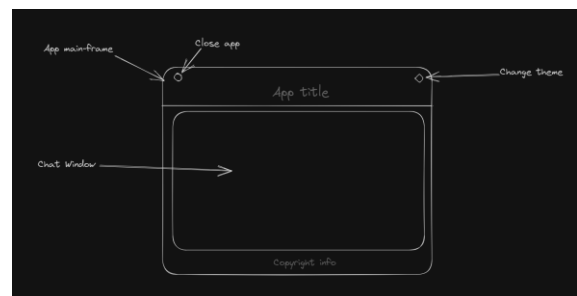 Close app
App main-frame
Change theme
App title
Chat Window
Copyright info